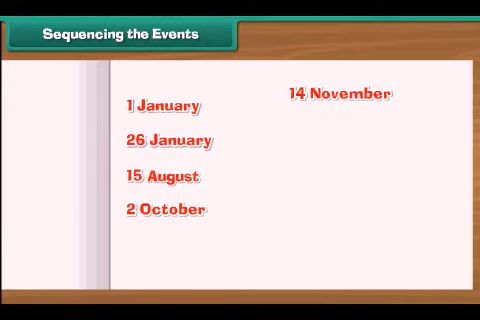 Sequencing the Events
1 January
26 January
15 August
2 October
14 November